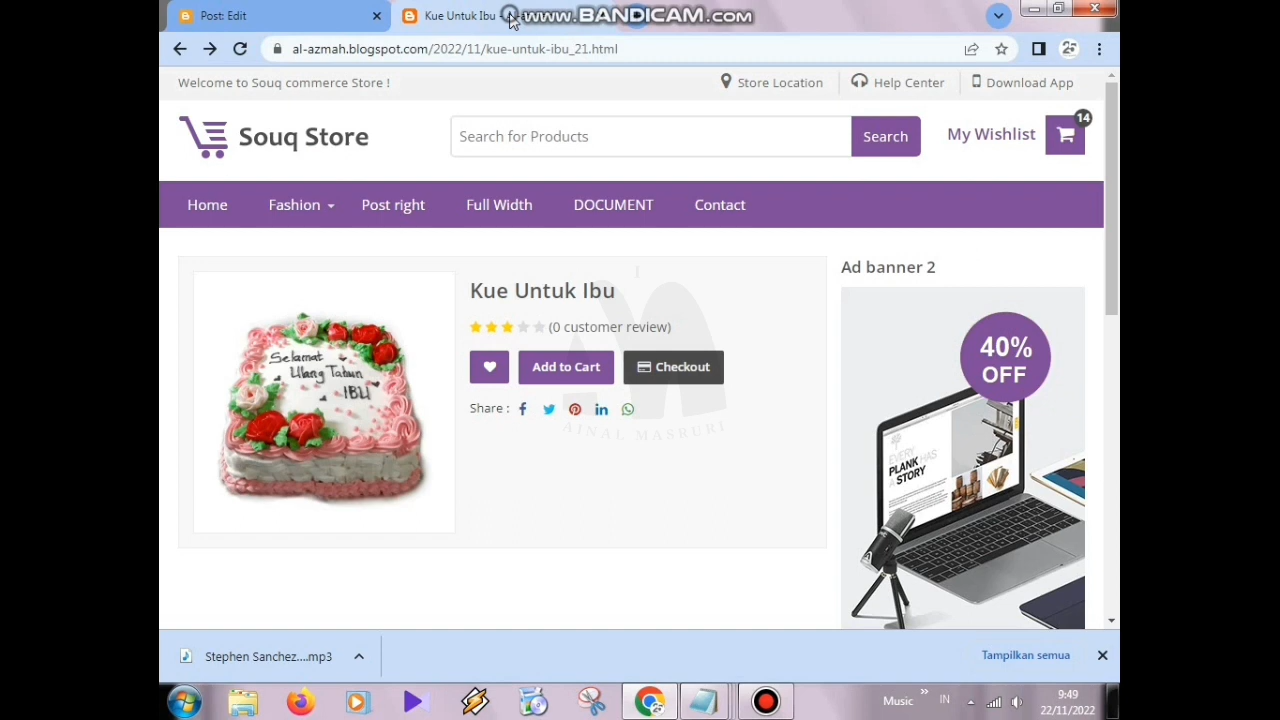 Post: Edit
Kue Untuk Ibu -
www.BANDICAM.com
al-azmah.blogspot.com/2022/11/kue-untuk-ibu_21.html
Welcome to Souq commerce Store !
Store Location
Help Center
Download App
Souq Store
Search for Products
Search
My Wishlist
14
Home
Fashion
Post right
Full Width
DOCUMENT
Contact
Selamat
Ulang Tahun
IBU
Kue Untuk Ibu
(0 customer review)
Add to Cart
Checkout
Share :
AINAL MASRURI
Ad banner 2
40%
OFF
EVERY
PLANK HAS
A STORY
Stephen Sanchez....mp3
Tampilkan semua
Music
IN
9:49
22/11/2022